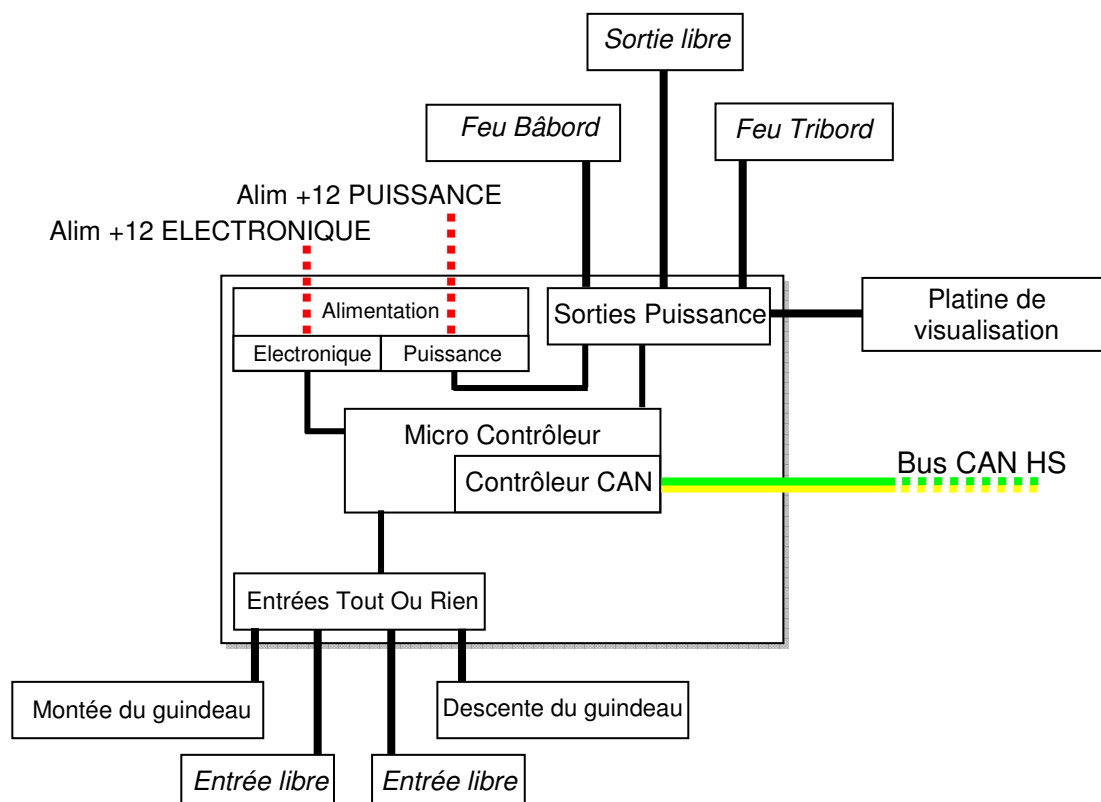 Sortie libre
Feu Bâbord
Feu Tribord
Alim +12 PUISSANCE
Alim +12 ELECTRONIQUE
Alimentation
Electronique
Puissance
Sorties Puissance
Platine de
visualisation
Micro Contrôleur
Contrôleur CAN
Bus CAN HS
Entrées Tout Ou Rien
Montée du guindeau
Descente du guindeau
Entrée libre
Entrée libre